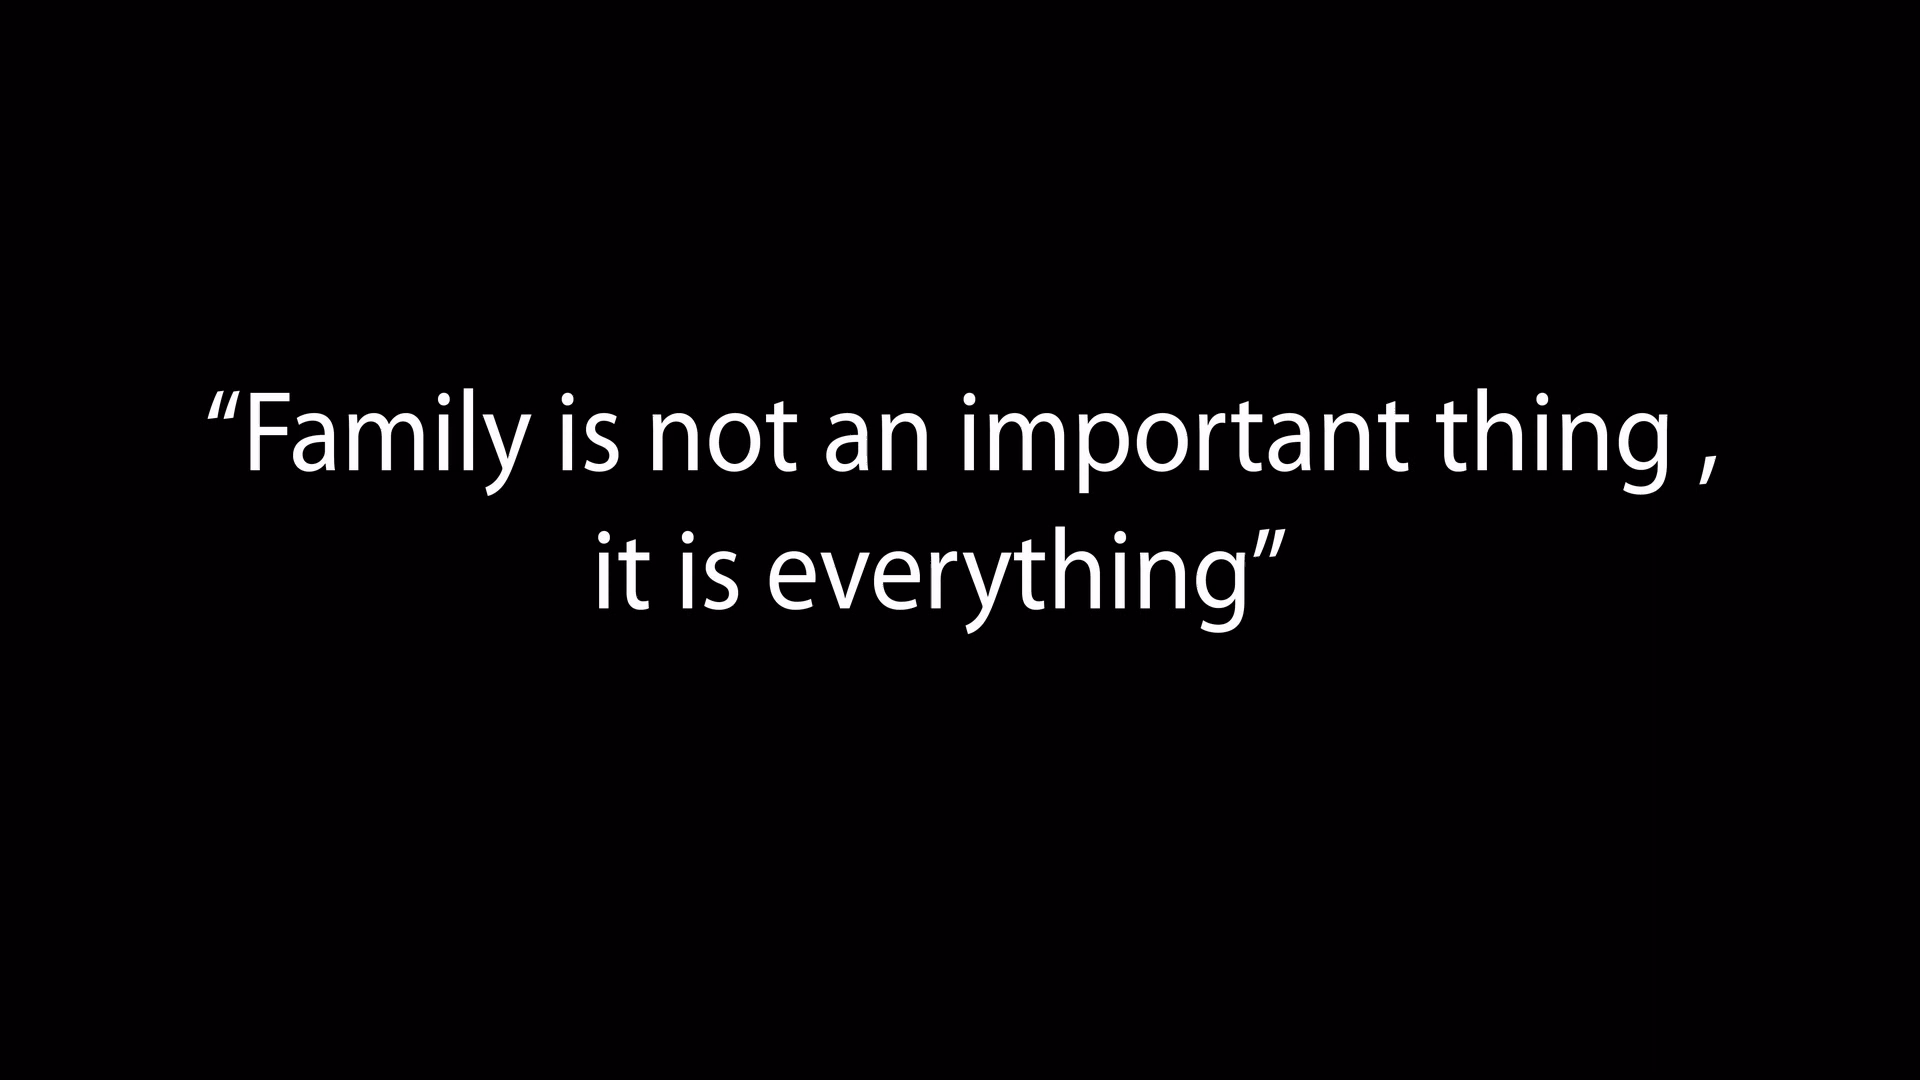 “Family is not an important thing ,
it is everything”